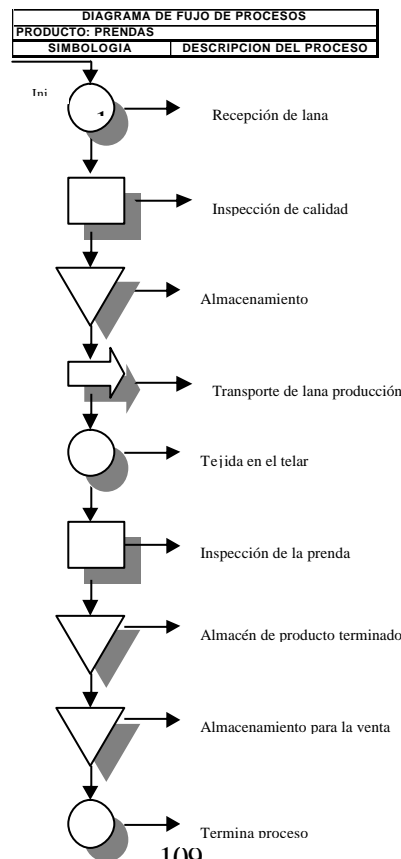 DIAGRAMA DE FUJO DE PROCESOS
PRODUCTO: PRENDAS
SIMBOLOGIA DESCRIPCION DEL PROCESO
Ini
Recepción de lana
Inspección de calidad
Almacenamiento
Transporte de lana producción
Tejida en el telar
Inspección de la prenda
Almacén de producto terminado
Almacenamiento para la venta
Termina proceso
109